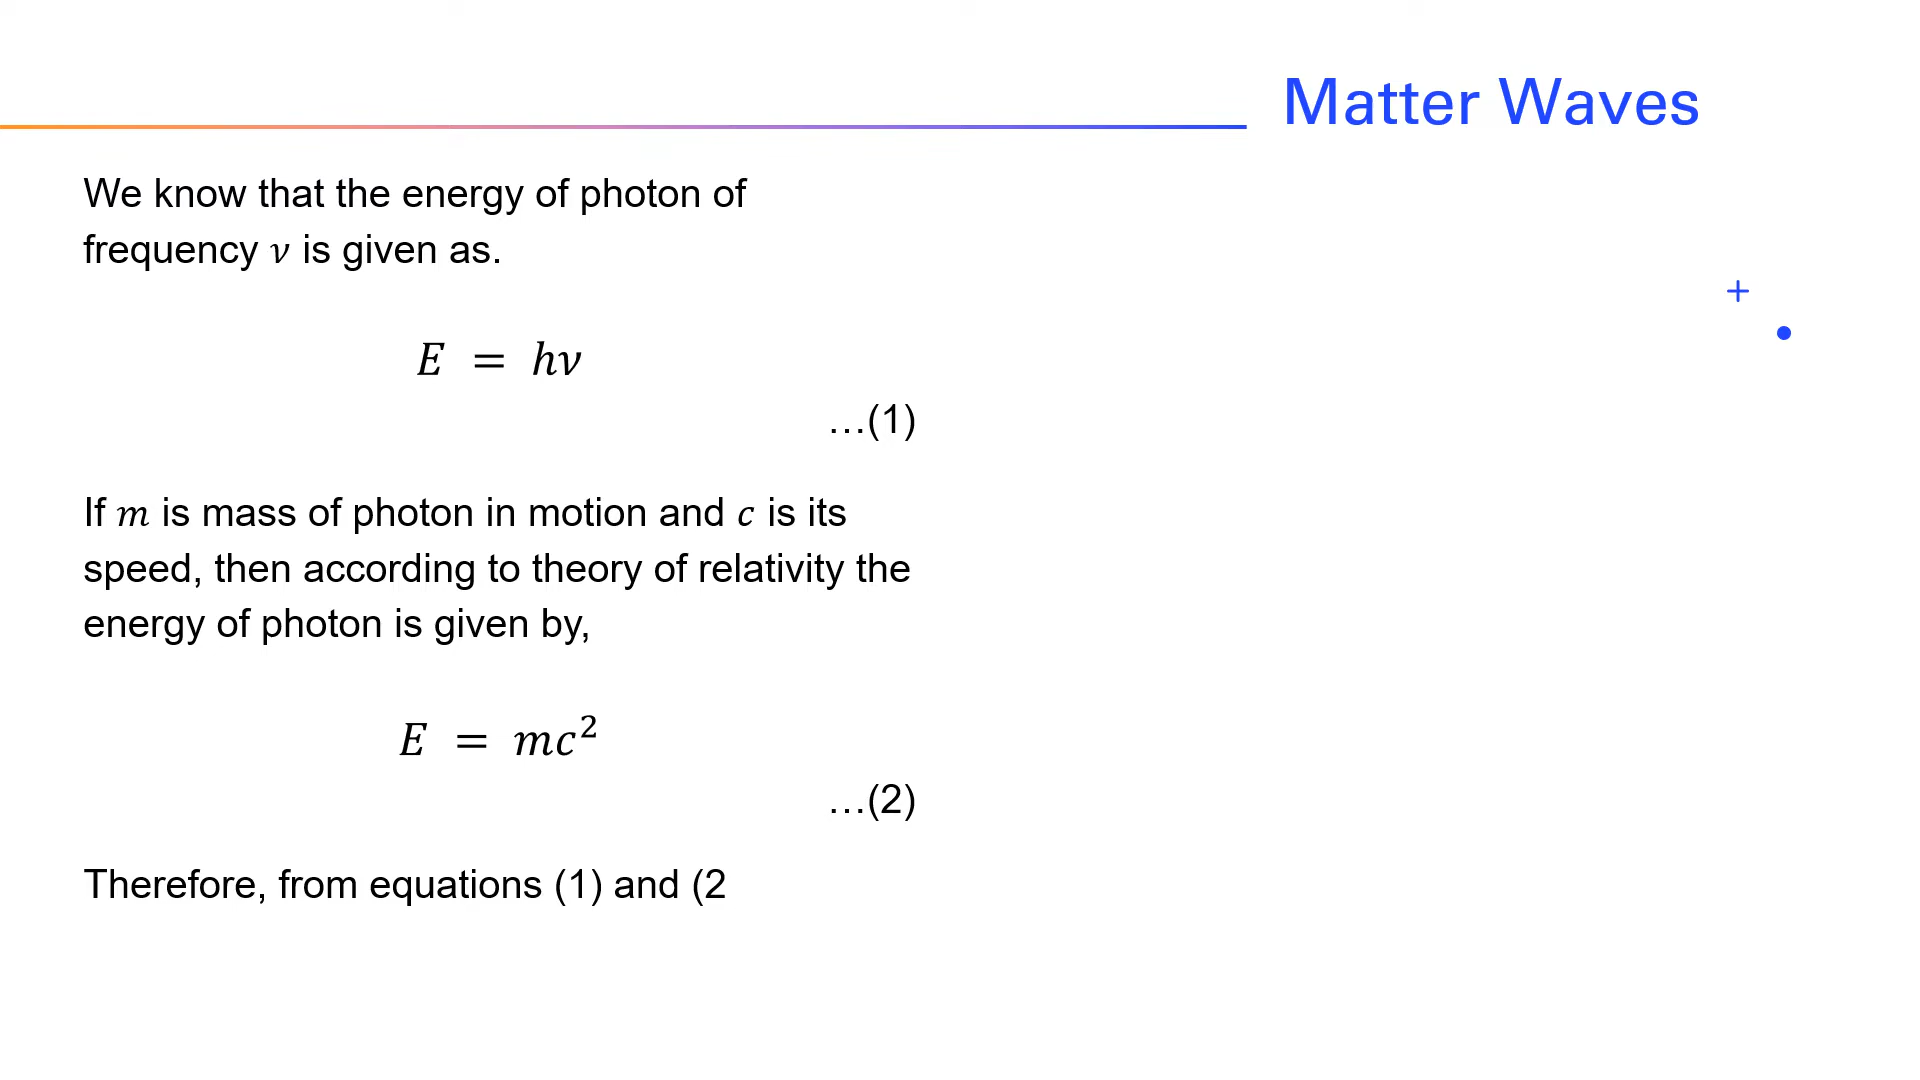 Matter Waves
We know that the energy of photon of
frequency ν is given as.
E = hν
…(1)
If m is mass of photon in motion and c is its
speed, then according to theory of relativity the
energy of photon is given by,
E = mc²
…(2)
Therefore, from equations (1) and (2